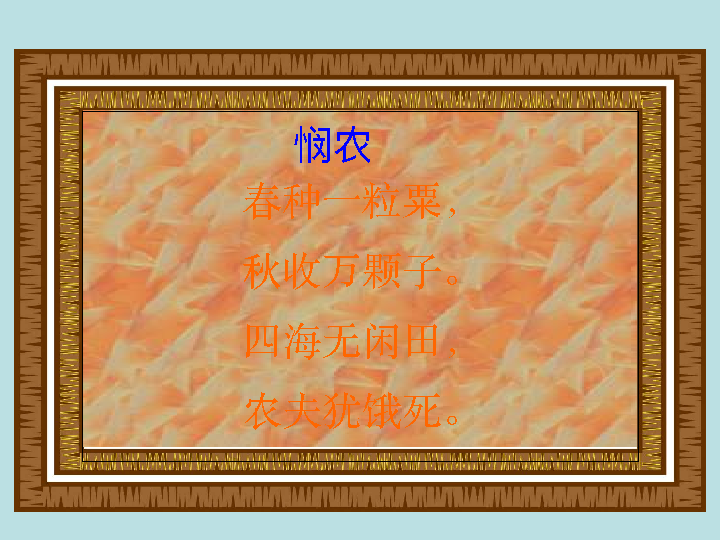 悯农
春种一粒粟，
秋收万颗子。
四海无闲田，
农夫犹饿死。